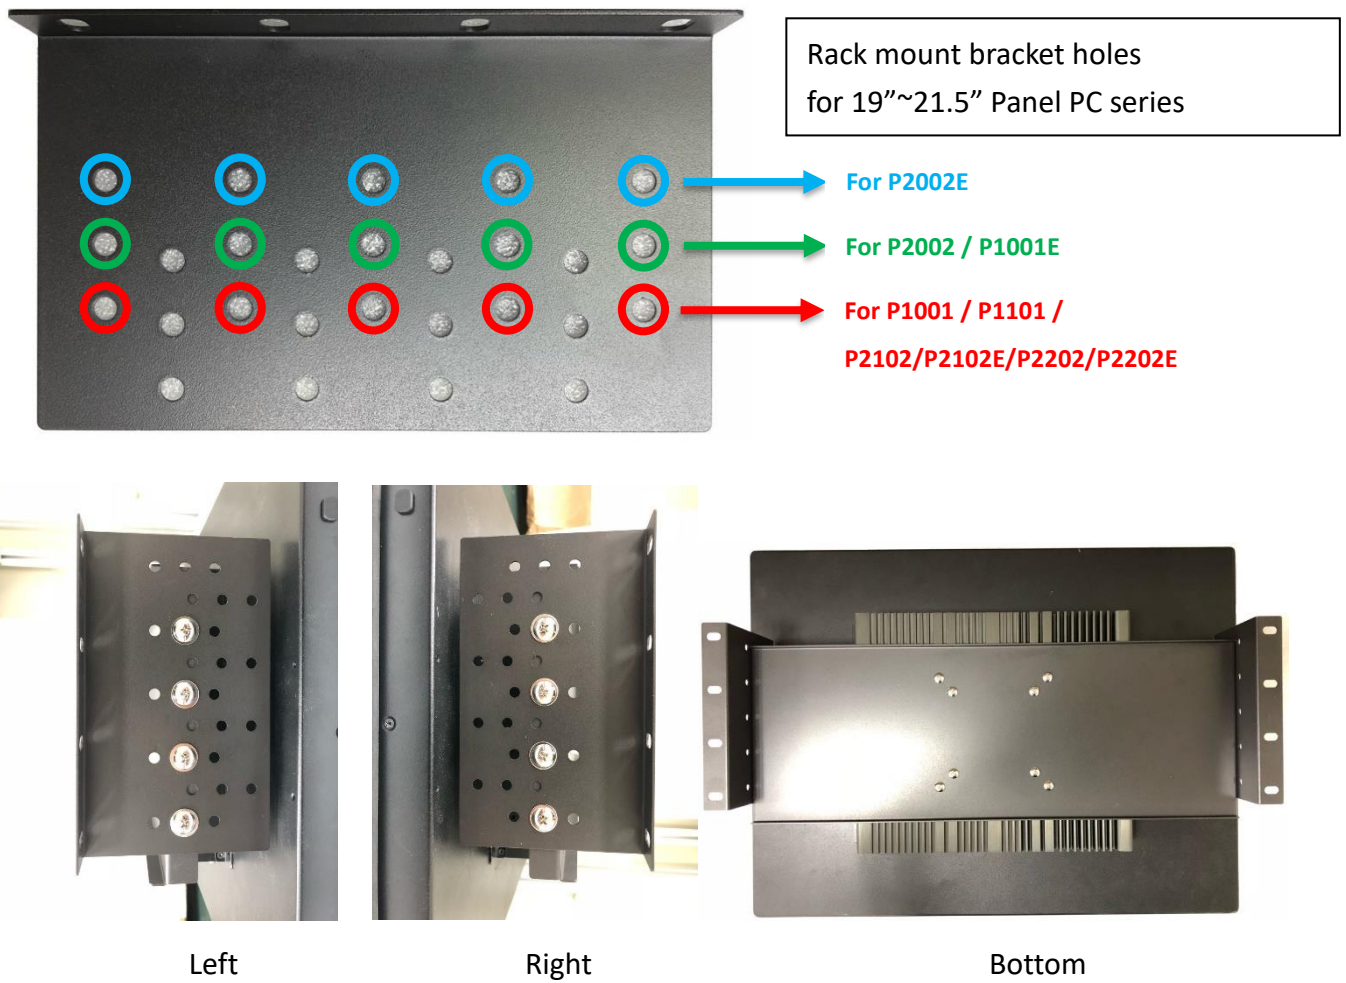 Rack mount bracket holes
for 19”~21.5” Panel PC series
For P2002E
For P2002 / P1001E
For P1001 / P1101 /
P2102/P2102E/P2202/P2202E
Left
Right
Bottom